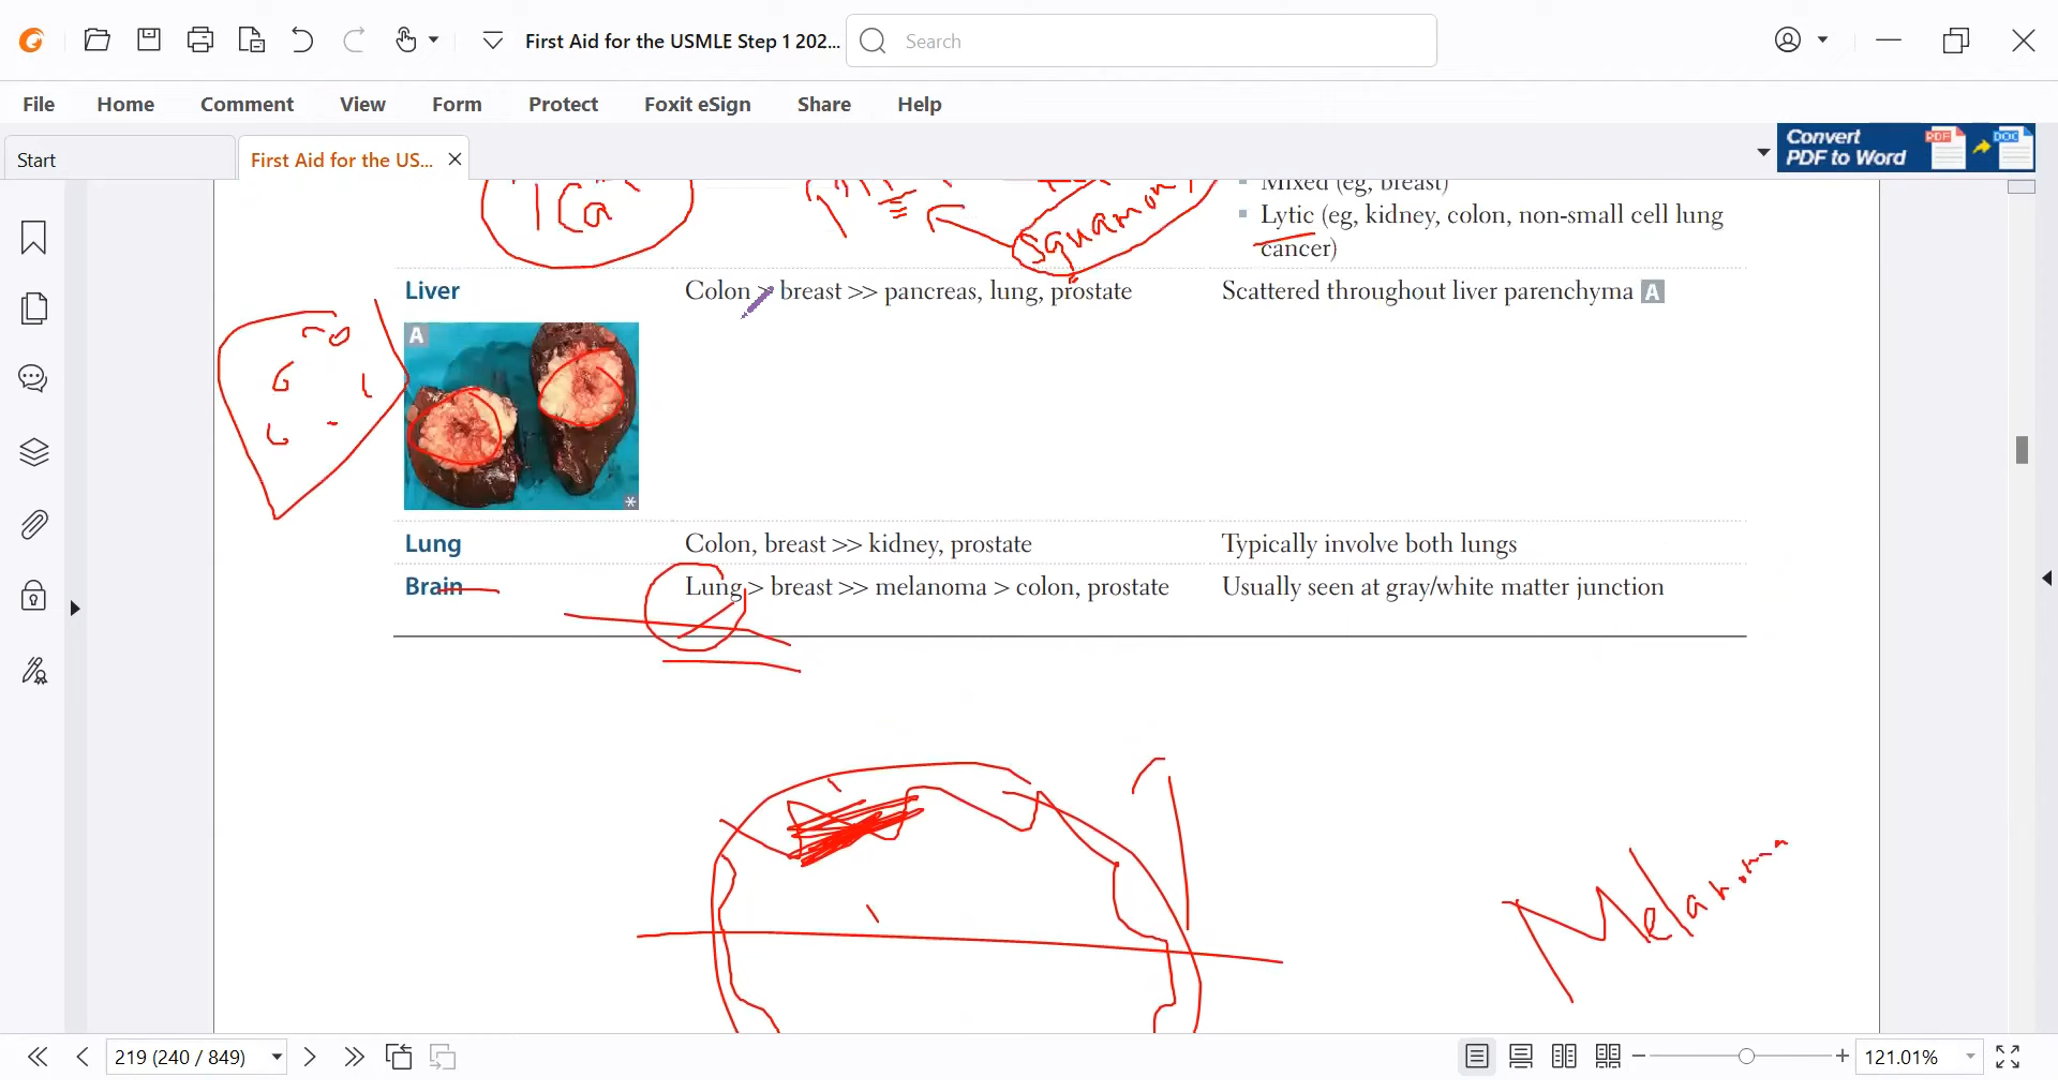 First Aid for the USMLE Step 1 202...
Search
File Home Comment View Form Protect Foxit eSign Share Help
Convert PDF to Word
PDF DOC
Start
First Aid for the US...
Ca
Squamous
Mixed (eg, breast)
Lytic (eg, kidney, colon, non-small cell lung
cancer)
Liver Colon > breast >> pancreas, lung, prostate Scattered throughout liver parenchyma A
A
Lung Colon, breast >> kidney, prostate Typically involve both lungs
Brain Lung > breast >> melanoma > colon, prostate Usually seen at gray/white matter junction
Melanoma
219 (240 / 849)
121.01%